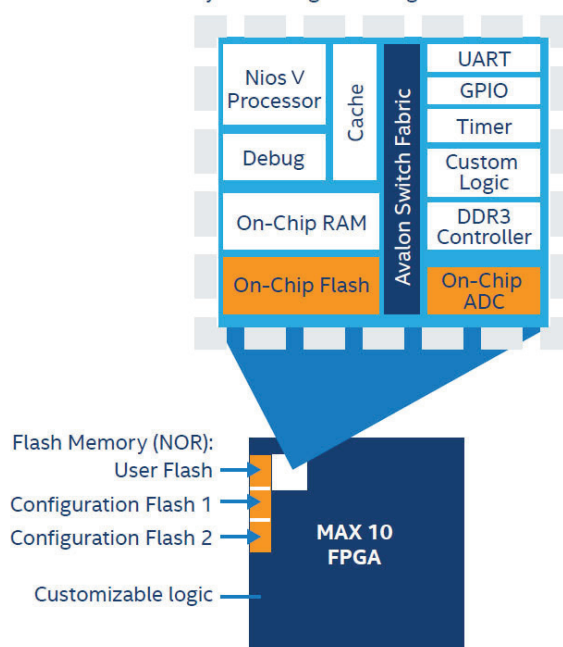 Nios V
Processor
Cache
Debug
On-Chip RAM
On-Chip Flash
Avalon Switch Fabric
UART
GPIO
Timer
Custom
Logic
DDR3
Controller
On-Chip
ADC
Flash Memory (NOR):
User Flash
Configuration Flash 1
Configuration Flash 2
Customizable logic
MAX 10
FPGA